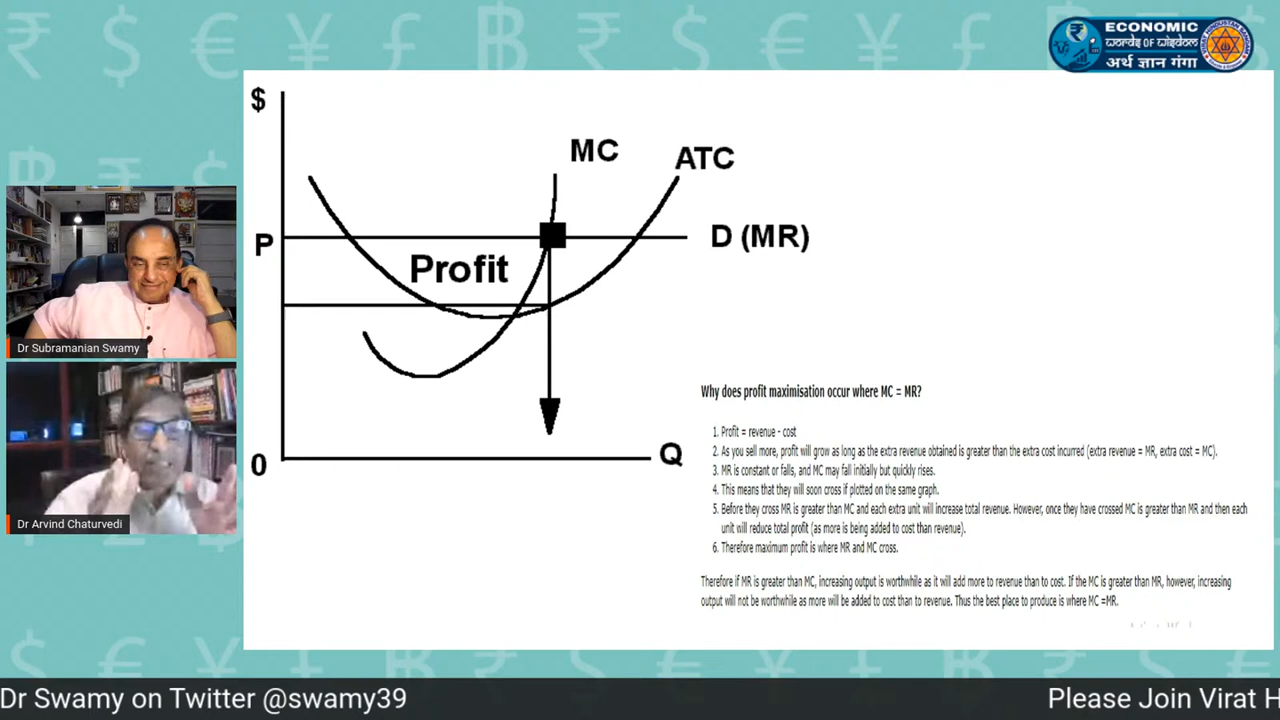 ECONOMIC
WORDS OF WISDOM
अर्थ ज्ञान गंगा
$
MC
ATC
P
D (MR)
Profit
0
Q
Dr Subramanian Swamy
Dr Arvind Chaturvedi
Why does profit maximisation occur where MC = MR?
1. Profit = revenue - cost
2. As you sell more, profit will grow as long as the extra revenue obtained is greater than the extra cost incurred (extra revenue = MR, extra cost = MC).
3. MR is constant or falls, and MC may fall initially but quickly rises.
4. This means that they will soon cross if plotted on the same graph.
5. Before they cross MR is greater than MC and each extra unit will increase total revenue. However, once they have crossed MC is greater than MR and then each
unit will reduce total profit (as more is being added to cost than revenue).
6. Therefore maximum profit is where MR and MC cross.
Therefore if MR is greater than MC, increasing output is worthwhile as it will add more to revenue than to cost. If the MC is greater than MR, however, increasing
output will not be worthwhile as more will be added to cost than to revenue. Thus the best place to produce is where MC =MR.
Dr Swamy on Twitter @swamy39
Please Join Virat H